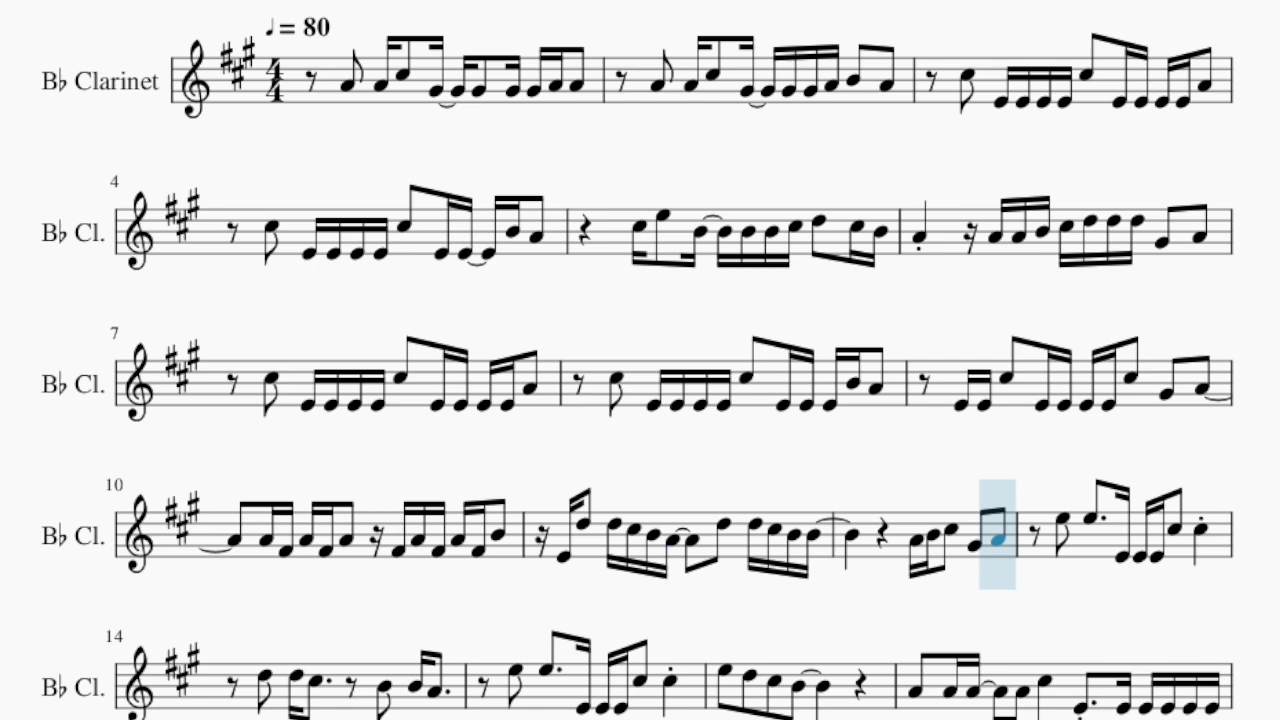 ♩ = 80
B♭ Clarinet
4
4
4
B♭ Cl.
7
B♭ Cl.
10
B♭ Cl.
14
B♭ Cl.